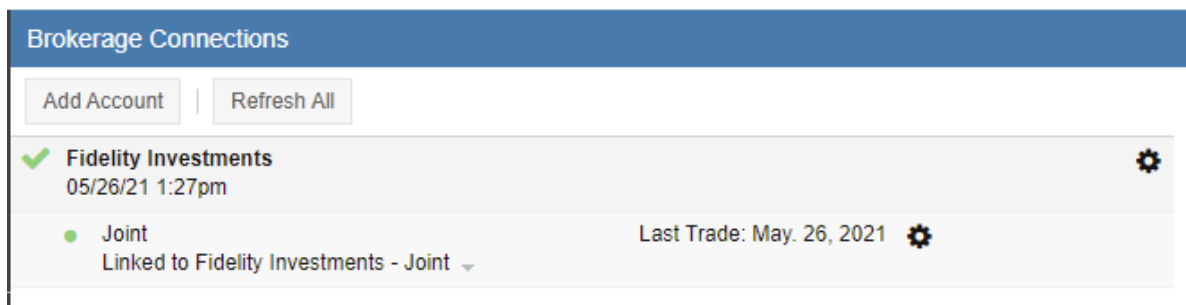 Brokerage Connections
Add Account
Refresh All
Fidelity Investments
05/26/21 1:27pm
Joint
Last Trade: May. 26, 2021
Linked to Fidelity Investments - Joint